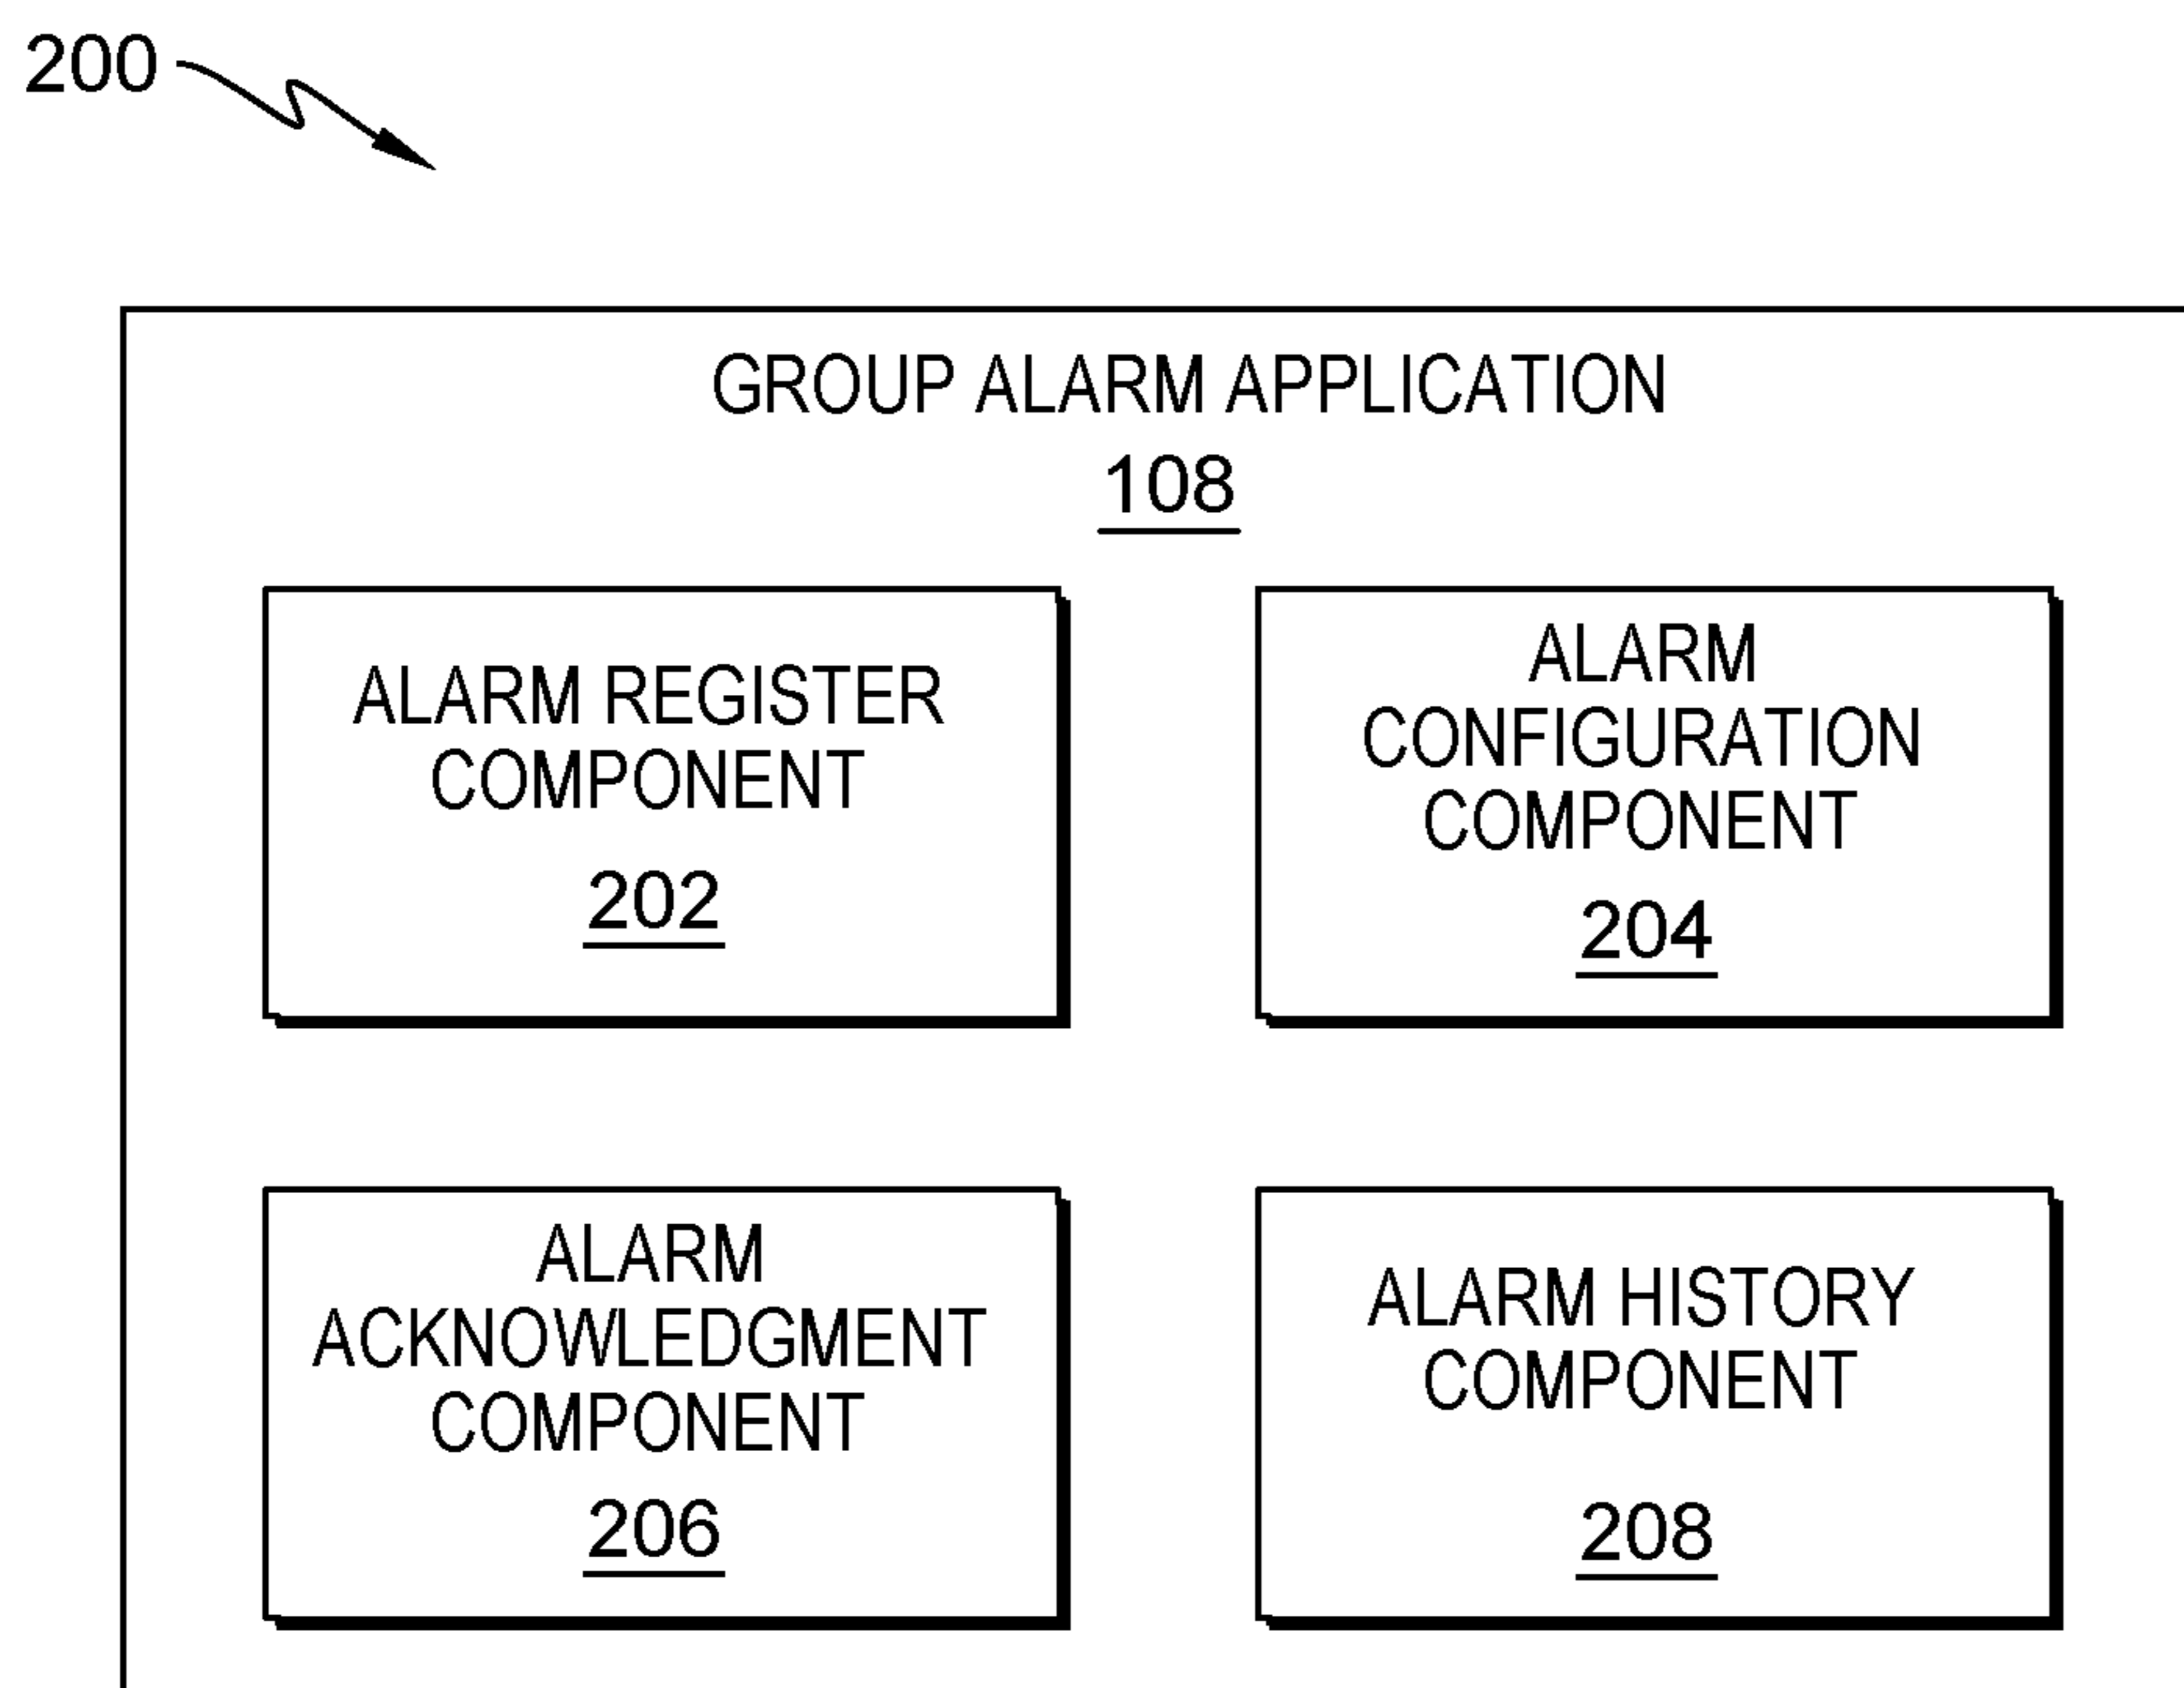 200
GROUP ALARM APPLICATION
108
ALARM REGISTER
COMPONENT
202
ALARM
CONFIGURATION
COMPONENT
204
ALARM
ACKNOWLEDGMENT
COMPONENT
206
ALARM HISTORY
COMPONENT
208